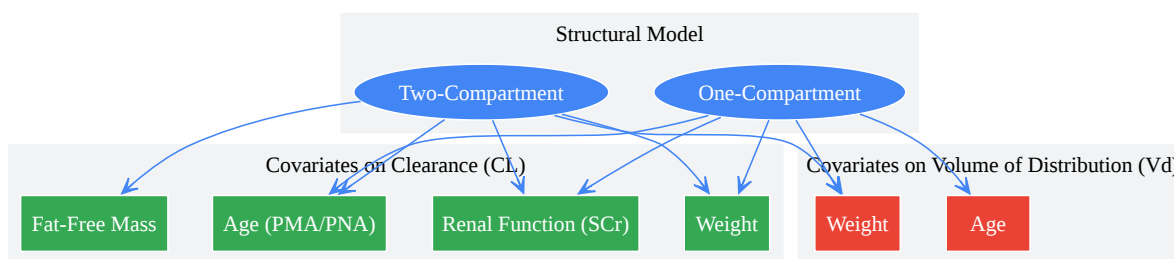 Structural Model
Two-Compartment
One-Compartment
Covariates on Clearance (CL)
Covariates on Volume of Distribution (Vd)
Fat-Free Mass
Age (PMA/PNA)
Renal Function (SCr)
Weight
Weight
Age